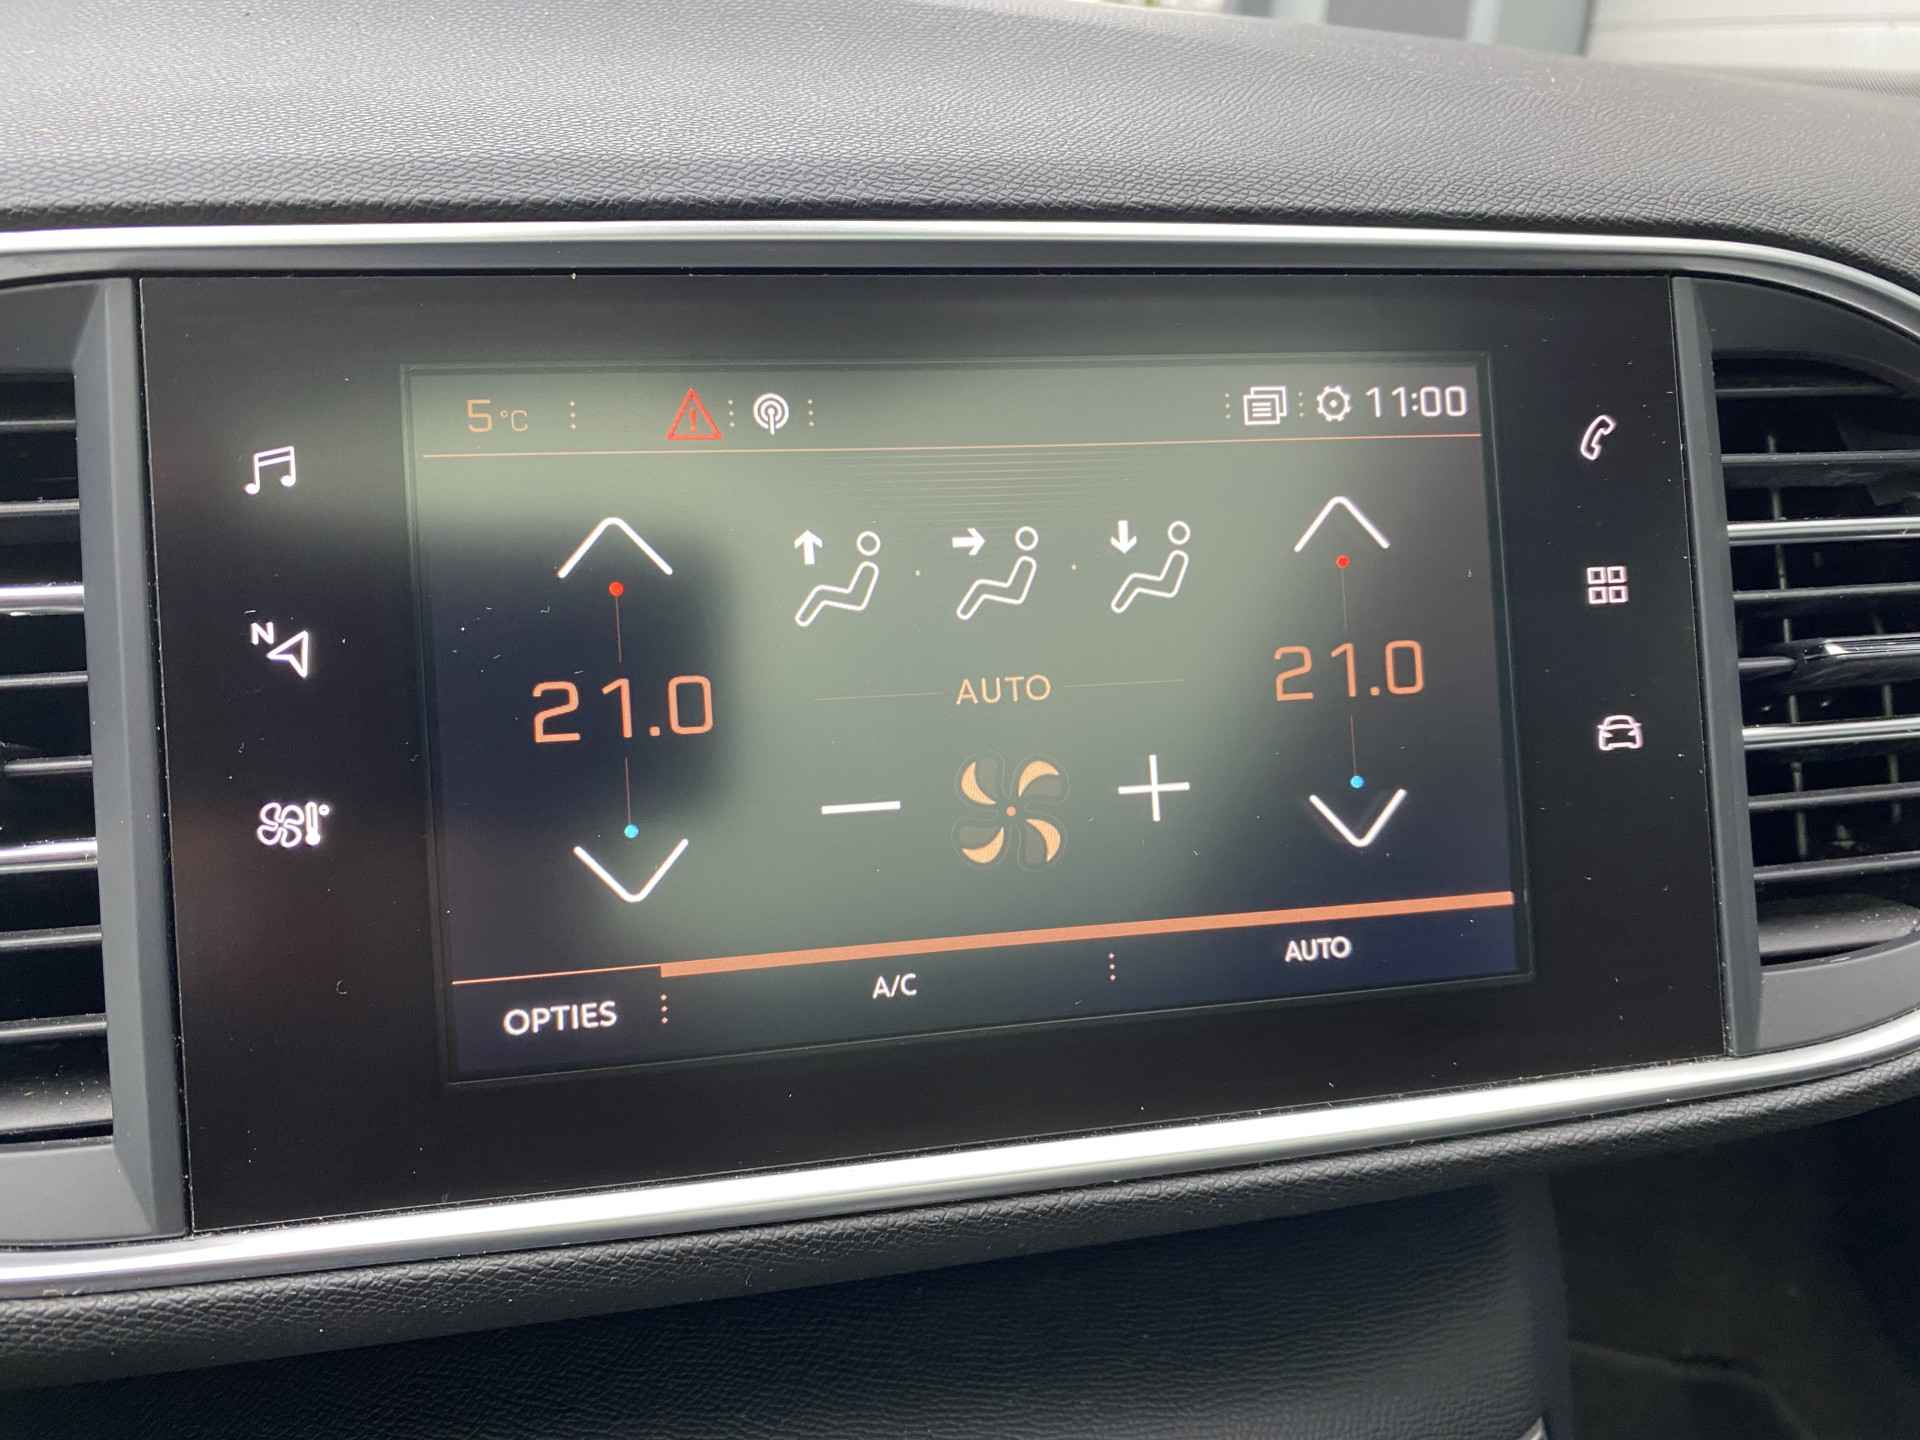 5°C 11:00
N
21.0 21.0
AUTO
OPTIES A/C AUTO